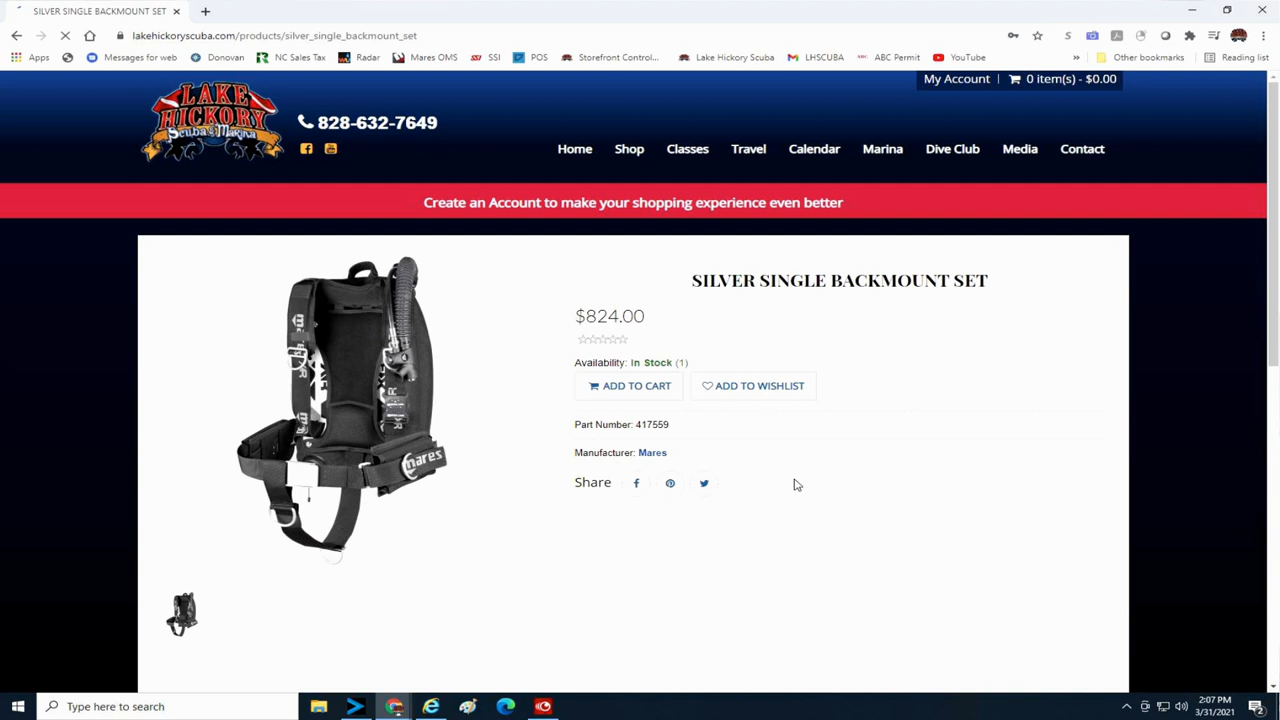 SILVER SINGLE BACKMOUNT SET
lakehickoryscuba.com/products/silver_single_backmount_set
Apps Messages for web Donovan NC Sales Tax Radar Mares OMS SSI POS Storefront Control... Lake Hickory Scuba LHSCUBA ABC Permit YouTube » Other bookmarks Reading list
My Account | 0 item(s) - $0.00
LAKE
HICKORY
Scuba & Marina
828-632-7649
Home Shop Classes Travel Calendar Marina Dive Club Media Contact
Create an Account to make your shopping experience even better
SILVER SINGLE BACKMOUNT SET
$824.00
Availability: In Stock (1)
ADD TO CART ADD TO WISHLIST
Part Number: 417559
Manufacturer: Mares
Share
mares
Type here to search
2:07 PM
3/31/2021
2